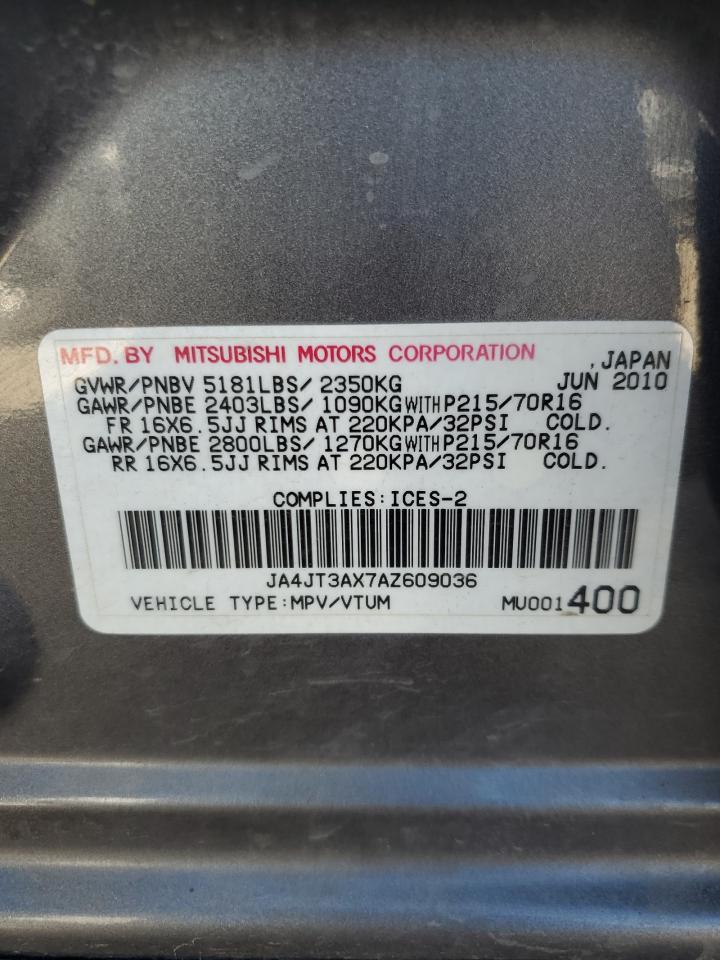 MFD. BY MITSUBISHI MOTORS CORPORATION , JAPAN
GVWR/PNBV 5181LBS/ 2350KG JUN 2010
GAWR/PNBE 2403LBS/ 1090KG WITH P215/70R16
FR 16X6.5JJ RIMS AT 220KPA/32PSI COLD.
GAWR/PNBE 2800LBS/ 1270KG WITH P215/70R16
RR 16X6.5JJ RIMS AT 220KPA/32PSI COLD.
COMPLIES:ICES-2
JA4JT3AX7AZ609036
VEHICLE TYPE:MPV/VTUM MU001400